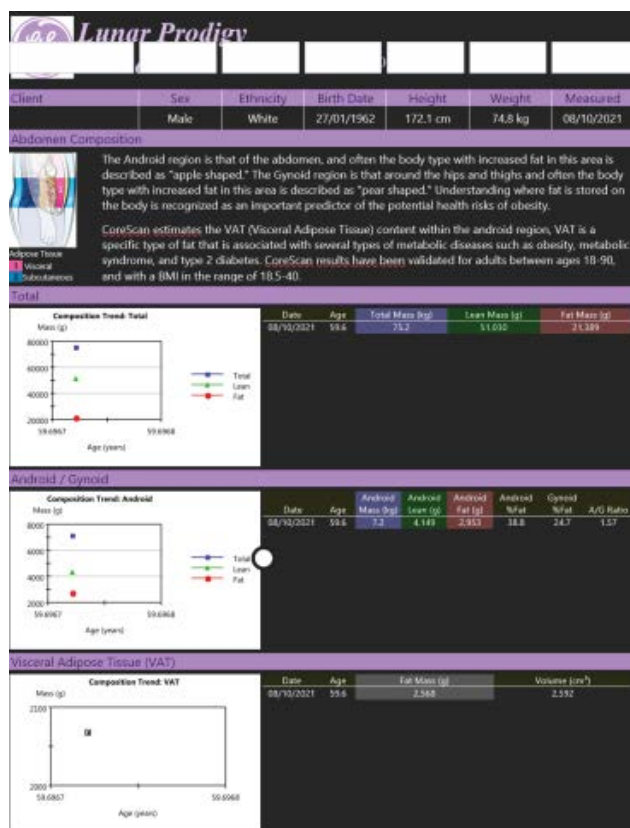 Lunar Prodigy
Client Sex Ethnicity Birth Date Height Weight Measured
Male White 27/01/1962 172.1 cm 74.8 kg 08/10/2021
Abdomen Composition
The Android region is that of the abdomen, and often the body type with increased fat in this area is
described as "apple shaped." The Gynoid region is that around the hips and thighs and often the body
type with increased fat in this area is described as "pear shaped." Understanding where fat is stored on
the body is recognized as an important predictor of the potential health risks of obesity.
CoreScan estimates the VAT (Visceral Adipose Tissue) content within the android region, VAT is a
specific type of fat that is associated with several types of metabolic diseases such as obesity, metabolic
syndrome, and type 2 diabetes. CoreScan results have been validated for adults between ages 18-90,
and with a BMI in the range of 18.5-40.
Adipose Tissue
Visceral
Subcutaneous
Total
Composition Trend: Total
Mass (g)
80000
60000
40000
20000
59.6967 59.6968
Age (years)
Total
Lean
Fat
Date Age Total Mass (kg) Lean Mass (g) Fat Mass (g)
08/10/2021 59.6 75.2 51.030 21.389
Android / Gynoid
Composition Trend: Android
Mass (g)
8000
6000
4000
2000
59.6967 59.6968
Age (years)
Total
Lean
Fat
Android Android Android Android Gynoid
Date Age Mass (kg) Lean (g) Fat (g) %Fat %Fat A/G Ratio
08/10/2021 59.6 7.2 4.149 2,953 38.8 24.7 1.57
Visceral Adipose Tissue (VAT)
Composition Trend: VAT
Mass (g)
2100
2000
59.6967 59.6968
Age (years)
Date Age Fat Mass (g) Volume (cm³)
08/10/2021 59.6 2.568 2.592